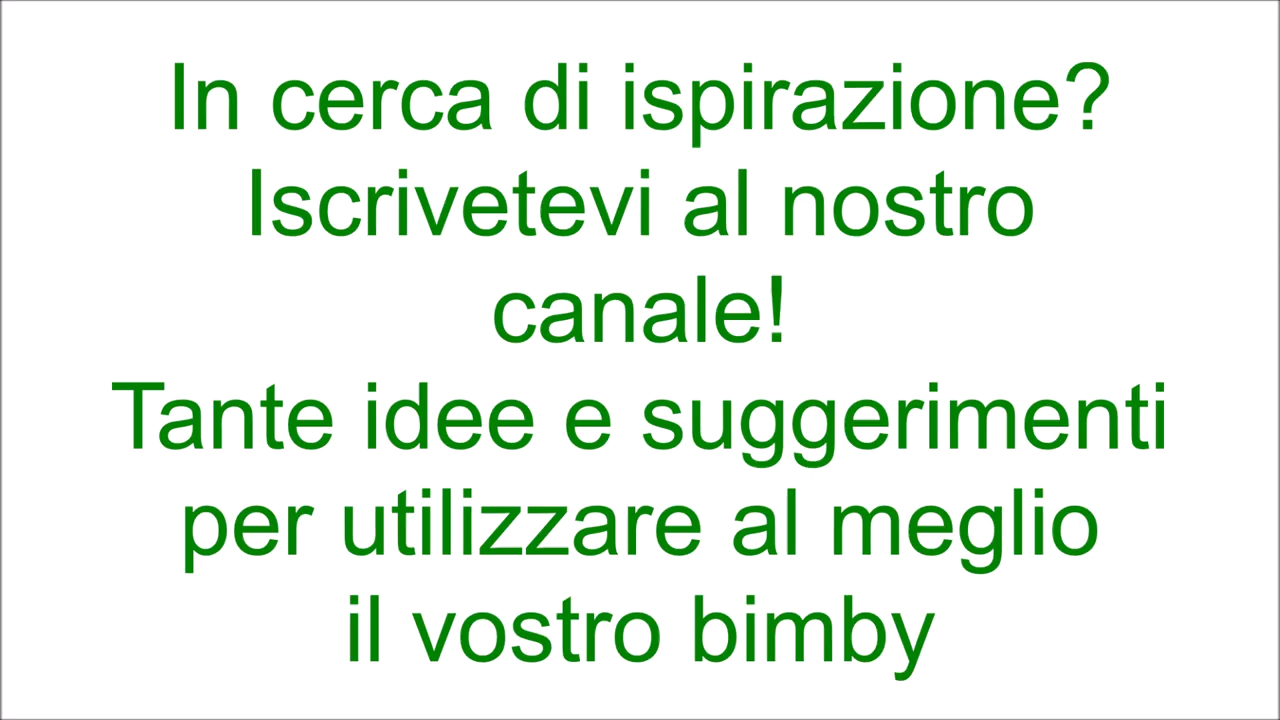 In cerca di ispirazione?
Iscrivetevi al nostro
canale!
Tante idee e suggerimenti
per utilizzare al meglio
il vostro bimby